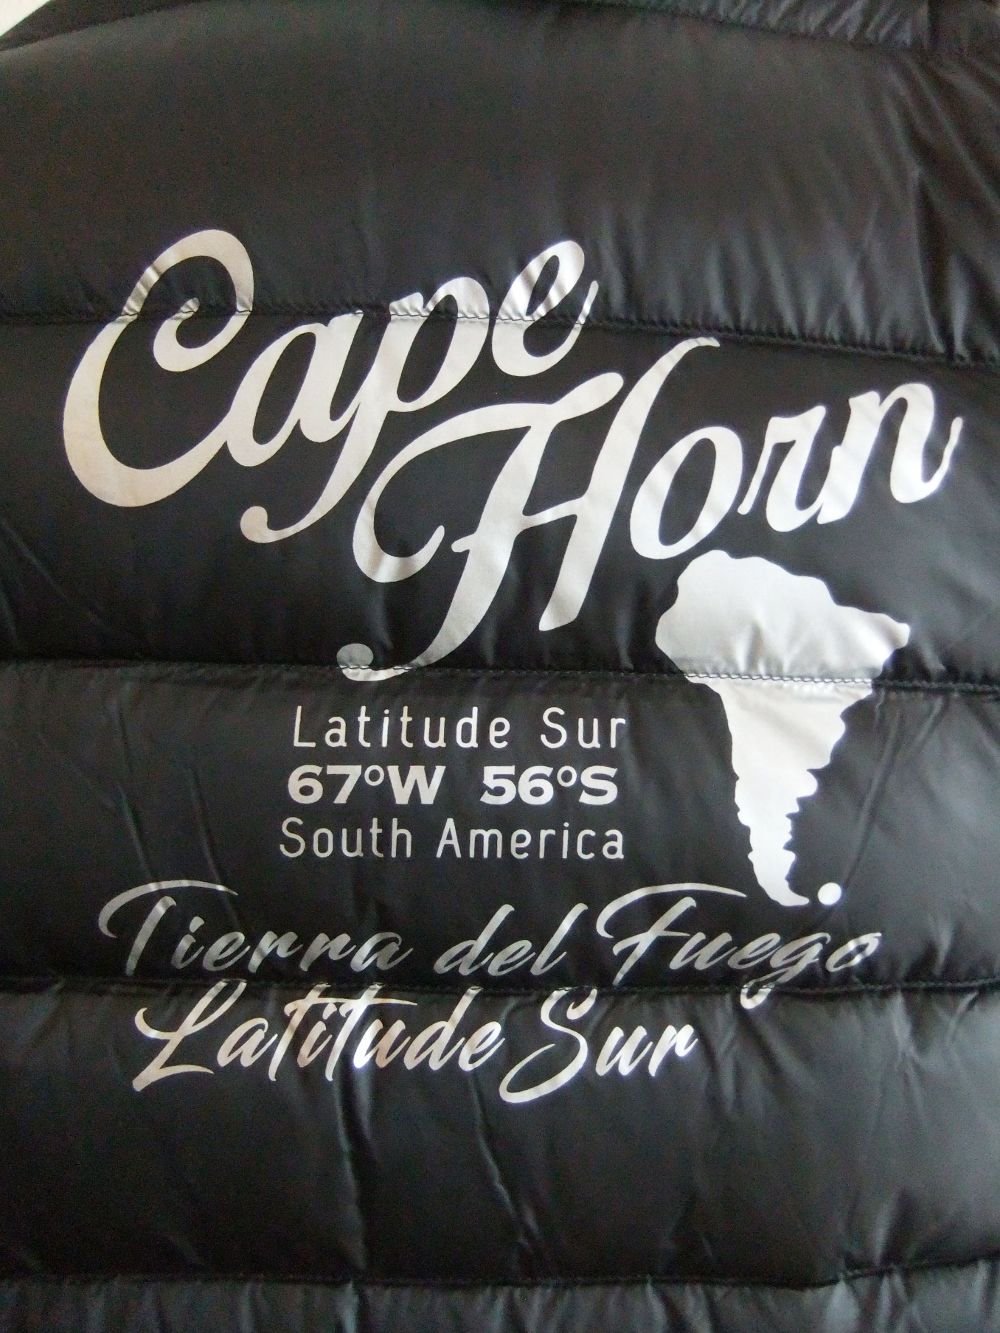 Cape
Horn
Latitude Sur
67°W 56°S
South America
Tierra del Fuego
Latitude Sur